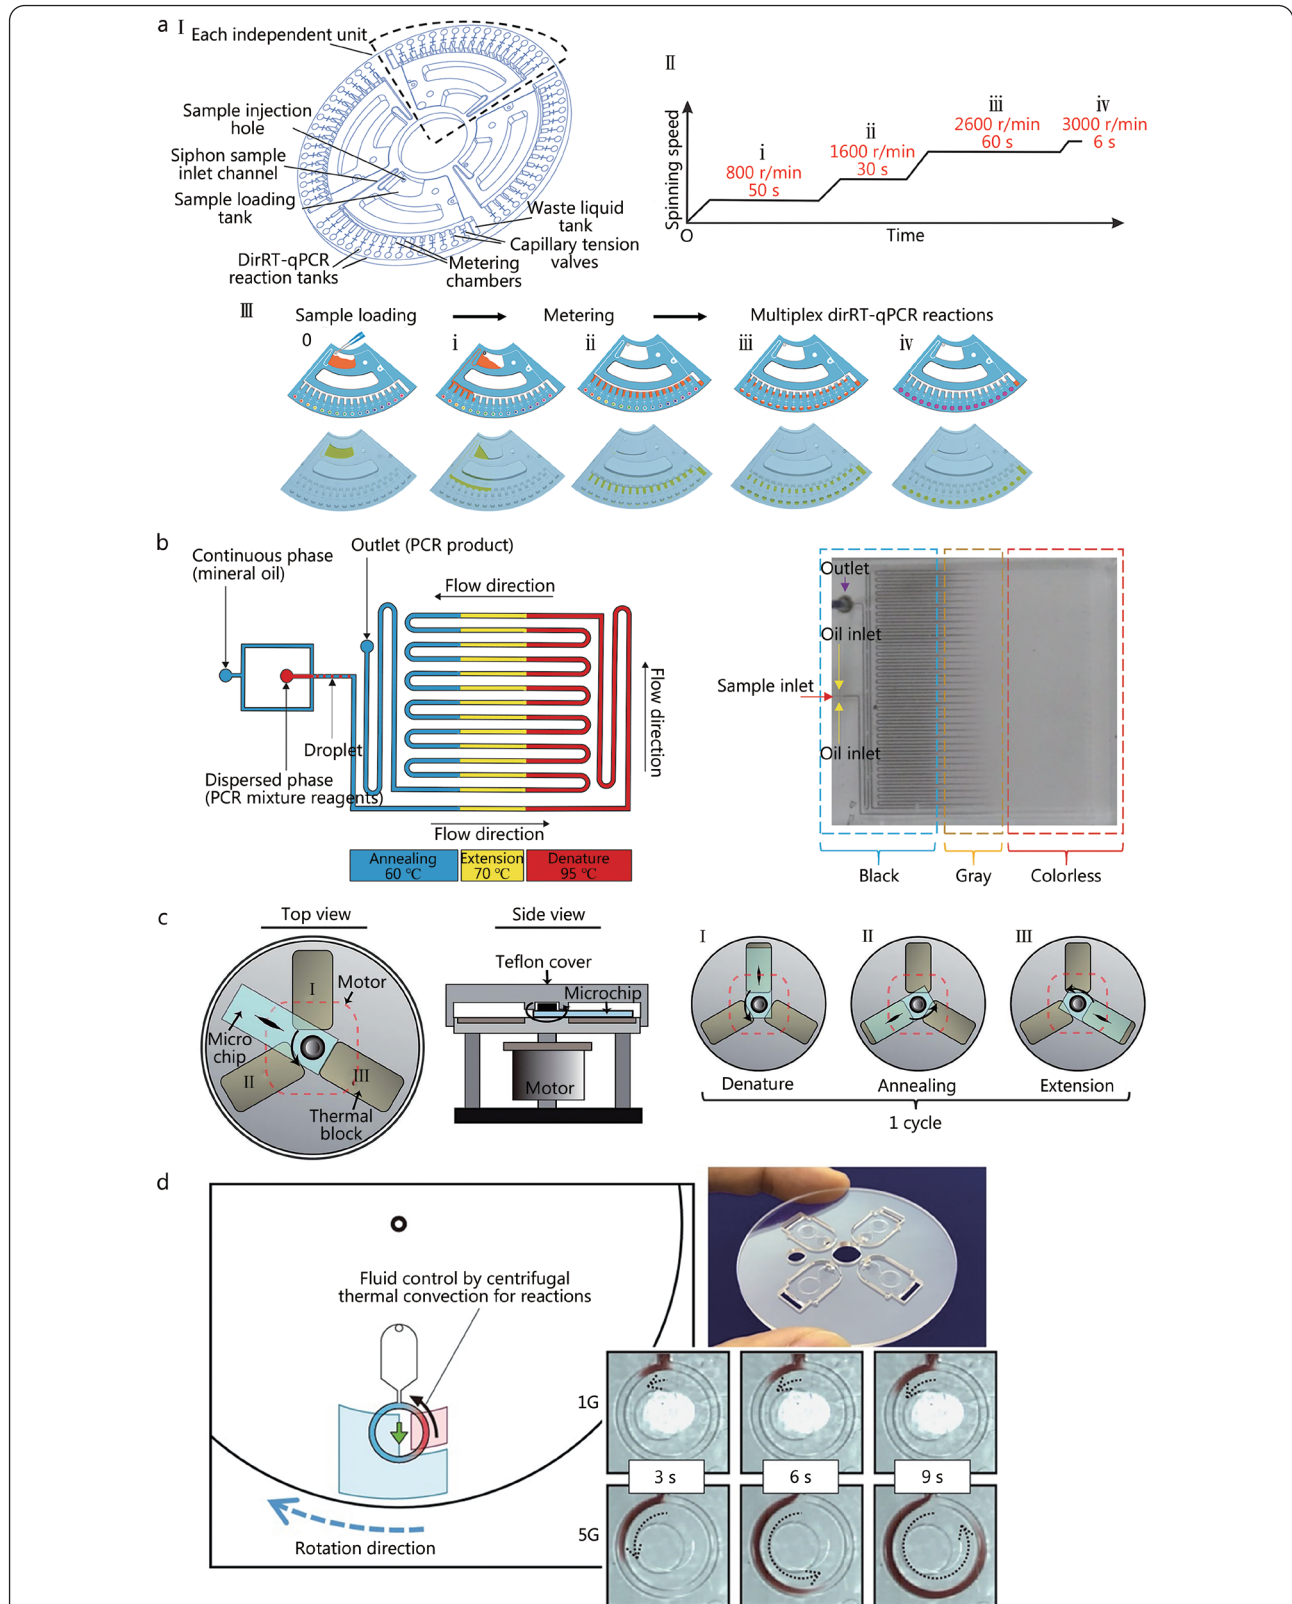 a
Ⅰ
Each independent unit
Sample injection
hole
Siphon sample
inlet channel
Sample loading
tank
DirRT-qPCR
reaction tanks
Waste liquid
tank
Capillary tension
valves
Metering
chambers
Ⅱ
Spinning speed
O
Time
i
800 r/min
50 s
ii
1600 r/min
30 s
iii
2600 r/min
60 s
iv
3000 r/min
6 s
Ⅲ
Sample loading
Metering
Multiplex dirRT-qPCR reactions
0
i
ii
iii
iv
b
Continuous phase
(mineral oil)
Outlet (PCR product)
Flow direction
Flow direction
Droplet
Dispersed phase
(PCR mixture reagents)
Flow direction
Annealing
60 ℃
Extension
70 ℃
Denature
95 ℃
Outlet
Oil inlet
Sample inlet
Oil inlet
Black
Gray
Colorless
c
Top view
Ⅰ
Motor
Micro
chip
Ⅱ
Ⅲ
Thermal
block
Side view
Teflon cover
Microchip
Motor
Ⅰ
Ⅱ
Ⅲ
Denature
Annealing
Extension
1 cycle
d
Fluid control by centrifugal
thermal convection for reactions
Rotation direction
1G
3 s
6 s
9 s
5G